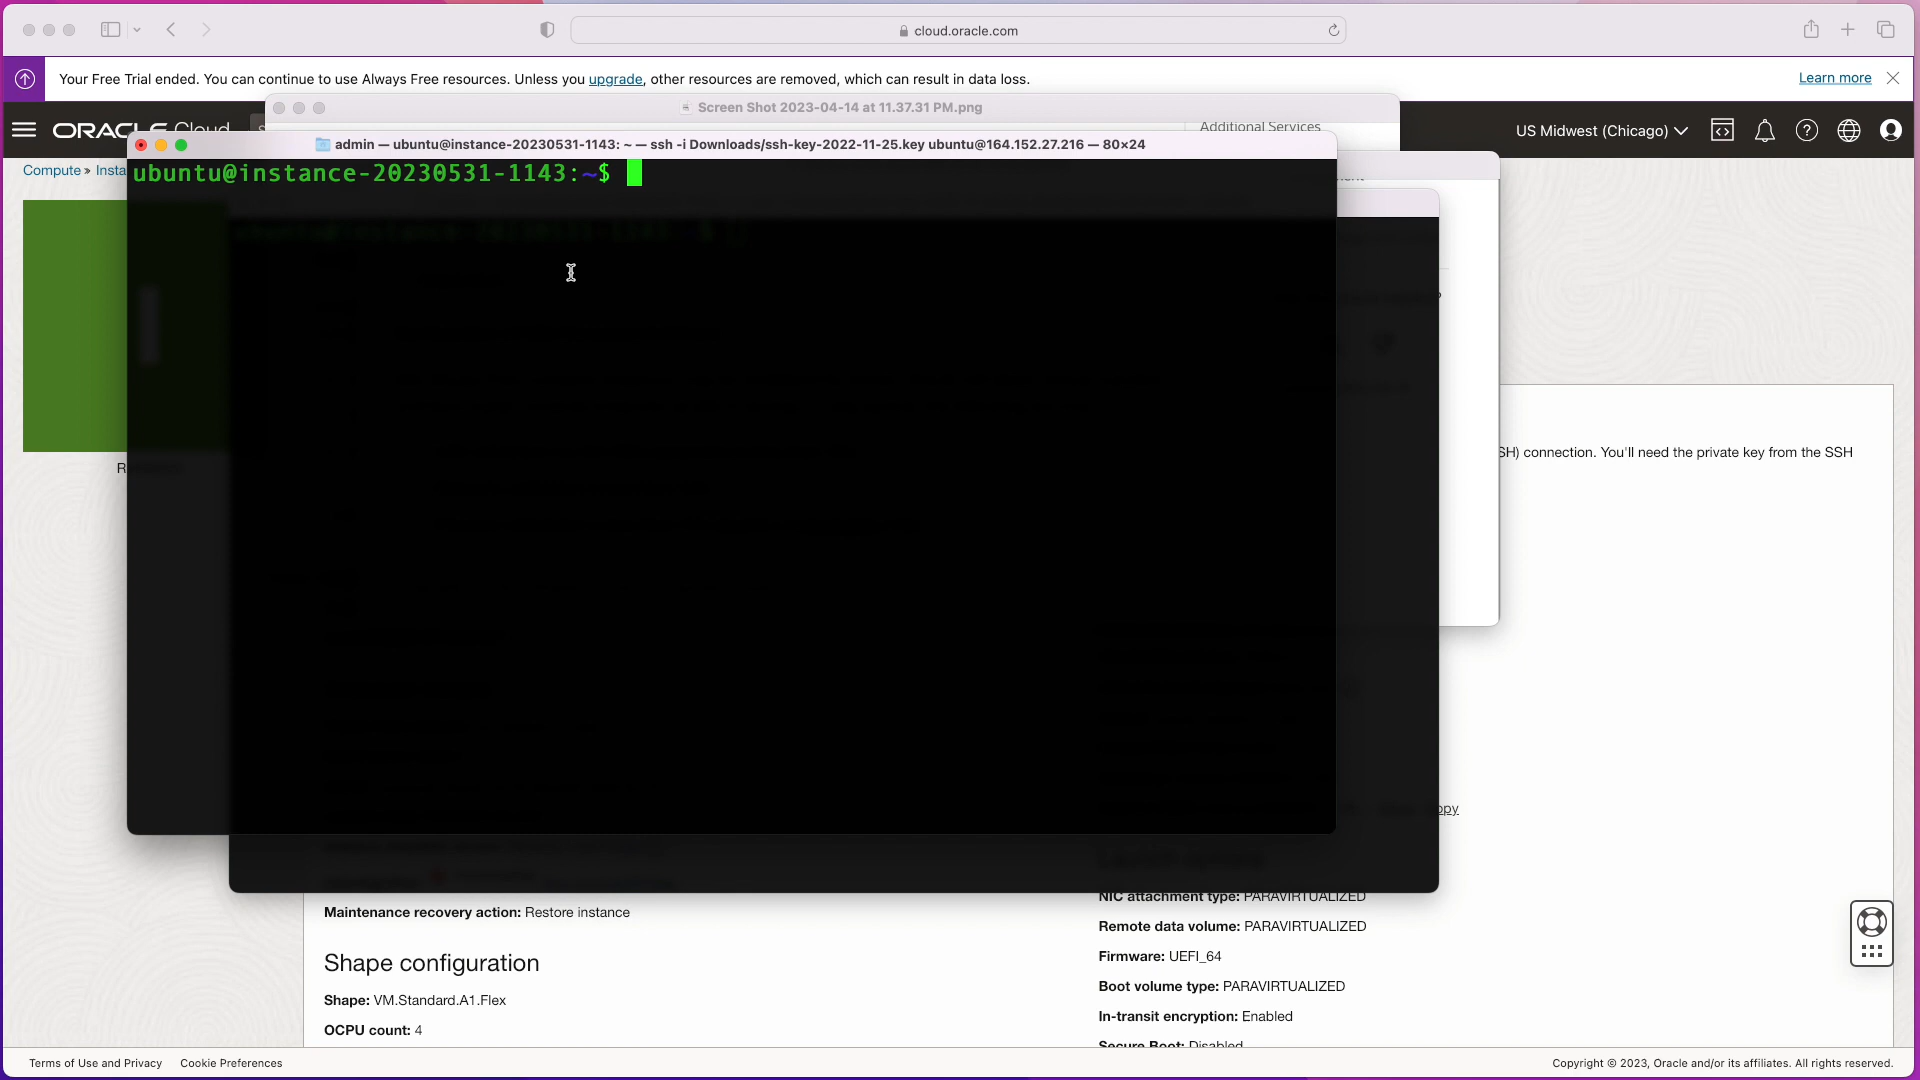 cloud.oracle.com
Your Free Trial ended. You can continue to use Always Free resources. Unless you upgrade, other resources are removed, which can result in data loss.
Learn more
Screen Shot 2023-04-14 at 11.37.31 PM.png
ORACLE Cloud
Additional Services
US Midwest (Chicago)
admin — ubuntu@instance-20230531-1143: ~ — ssh -i Downloads/ssh-key-2022-11-25.key ubuntu@164.152.27.216 — 80×24
Compute » Insta
ubuntu@instance-20230531-1143:~$
SH) connection. You'll need the private key from the SSH
opy
NIC attachment type: PARAVIRTUALIZED
Maintenance recovery action: Restore instance
Remote data volume: PARAVIRTUALIZED
Firmware: UEFI_64
Shape configuration
Boot volume type: PARAVIRTUALIZED
Shape: VM.Standard.A1.Flex
In-transit encryption: Enabled
OCPU count: 4
Secure Boot: Disabled
Terms of Use and Privacy
Cookie Preferences
Copyright © 2023, Oracle and/or its affiliates. All rights reserved.